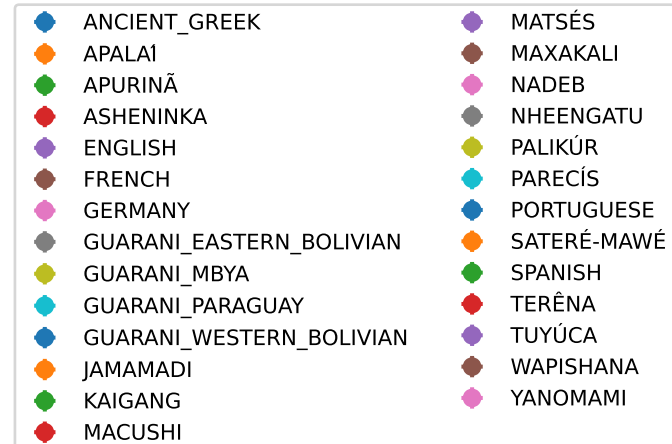 ANCIENT_GREEK
APALAÍ
APURINÃ
ASHENINKA
ENGLISH
FRENCH
GERMANY
GUARANI_EASTERN_BOLIVIAN
GUARANI_MBYA
GUARANI_PARAGUAY
GUARANI_WESTERN_BOLIVIAN
JAMAMADI
KAIGANG
MACUSHI
MATSÉS
MAXAKALI
NADEB
NHEENGATU
PALIKÚR
PARECÍS
PORTUGUESE
SATERÉ-MAWÉ
SPANISH
TERÊNA
TUYÚCA
WAPISHANA
YANOMAMI